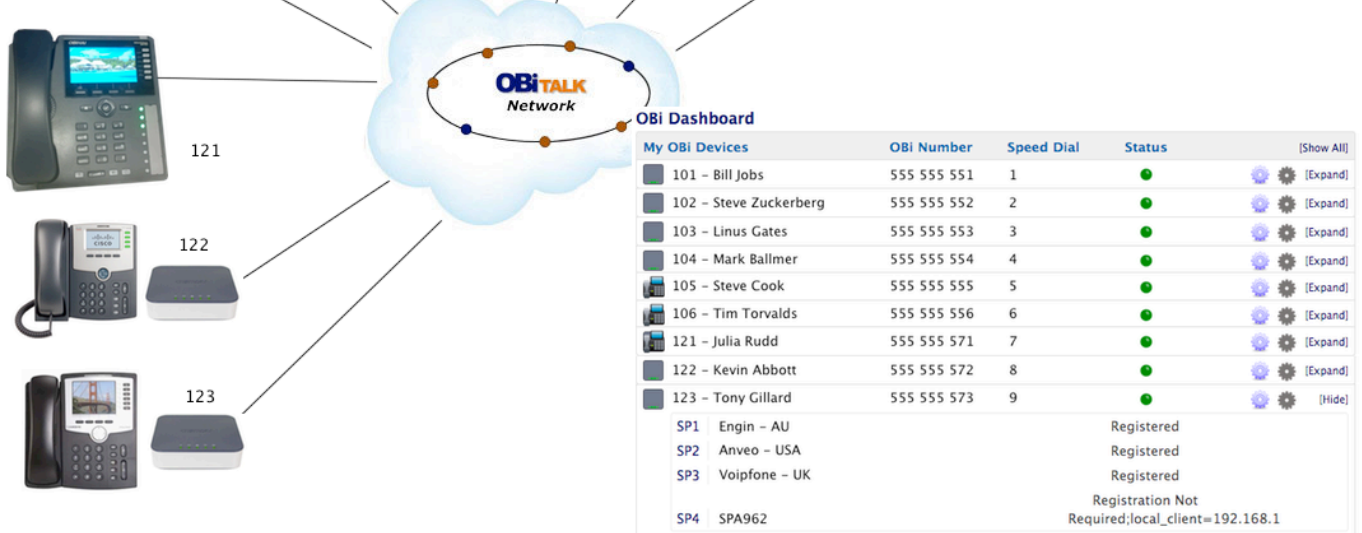 OBiTALK
Network
121
122
CISCO
123
OBi Dashboard
My OBi Devices OBi Number Speed Dial Status [Show All]
101 – Bill Jobs 555 555 551 1 [Expand]
102 – Steve Zuckerberg 555 555 552 2 [Expand]
103 – Linus Gates 555 555 553 3 [Expand]
104 – Mark Ballmer 555 555 554 4 [Expand]
105 – Steve Cook 555 555 555 5 [Expand]
106 – Tim Torvalds 555 555 556 6 [Expand]
121 – Julia Rudd 555 555 571 7 [Expand]
122 – Kevin Abbott 555 555 572 8 [Expand]
123 – Tony Gillard 555 555 573 9 [Hide]
SP1 Engin – AU Registered
SP2 Anveo – USA Registered
SP3 Voipfone – UK Registered
Registration Not
SP4 SPA962 Required;local_client=192.168.1